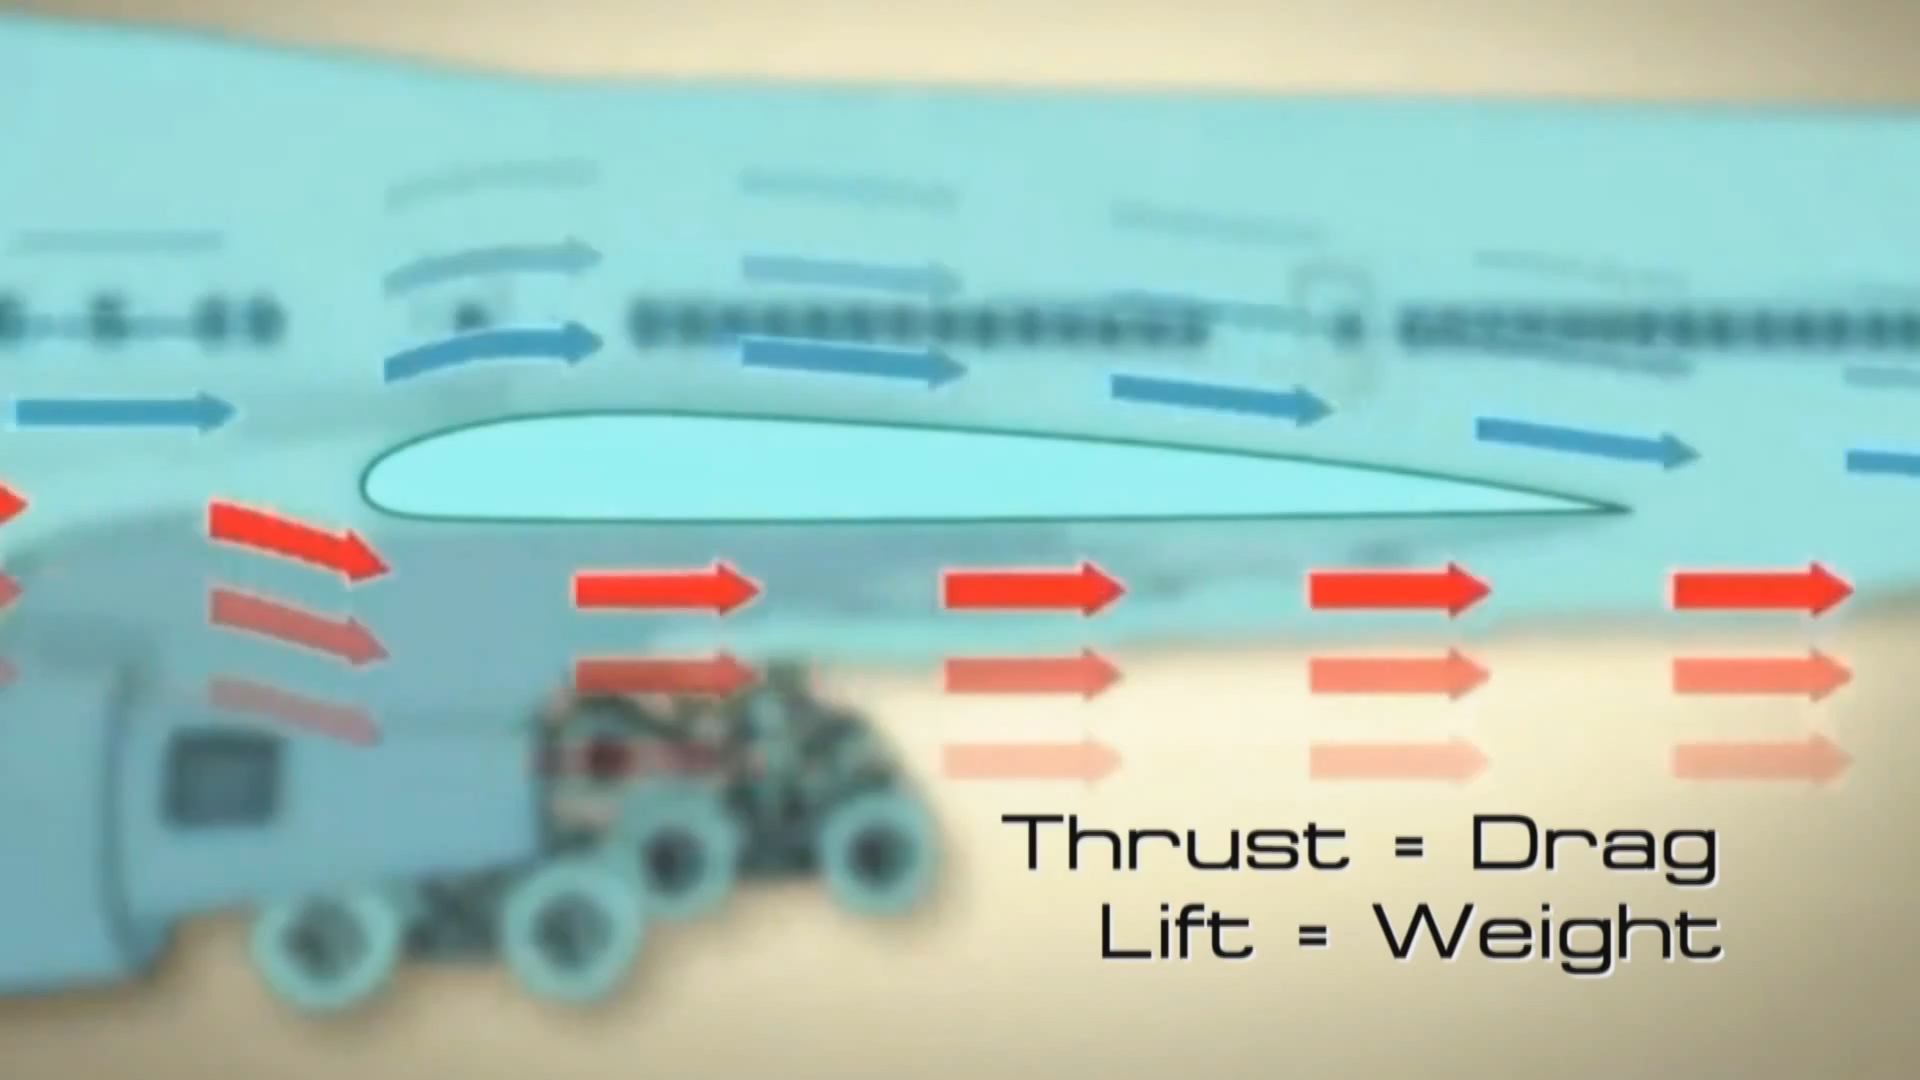 Thrust = Drag
Lift = Weight